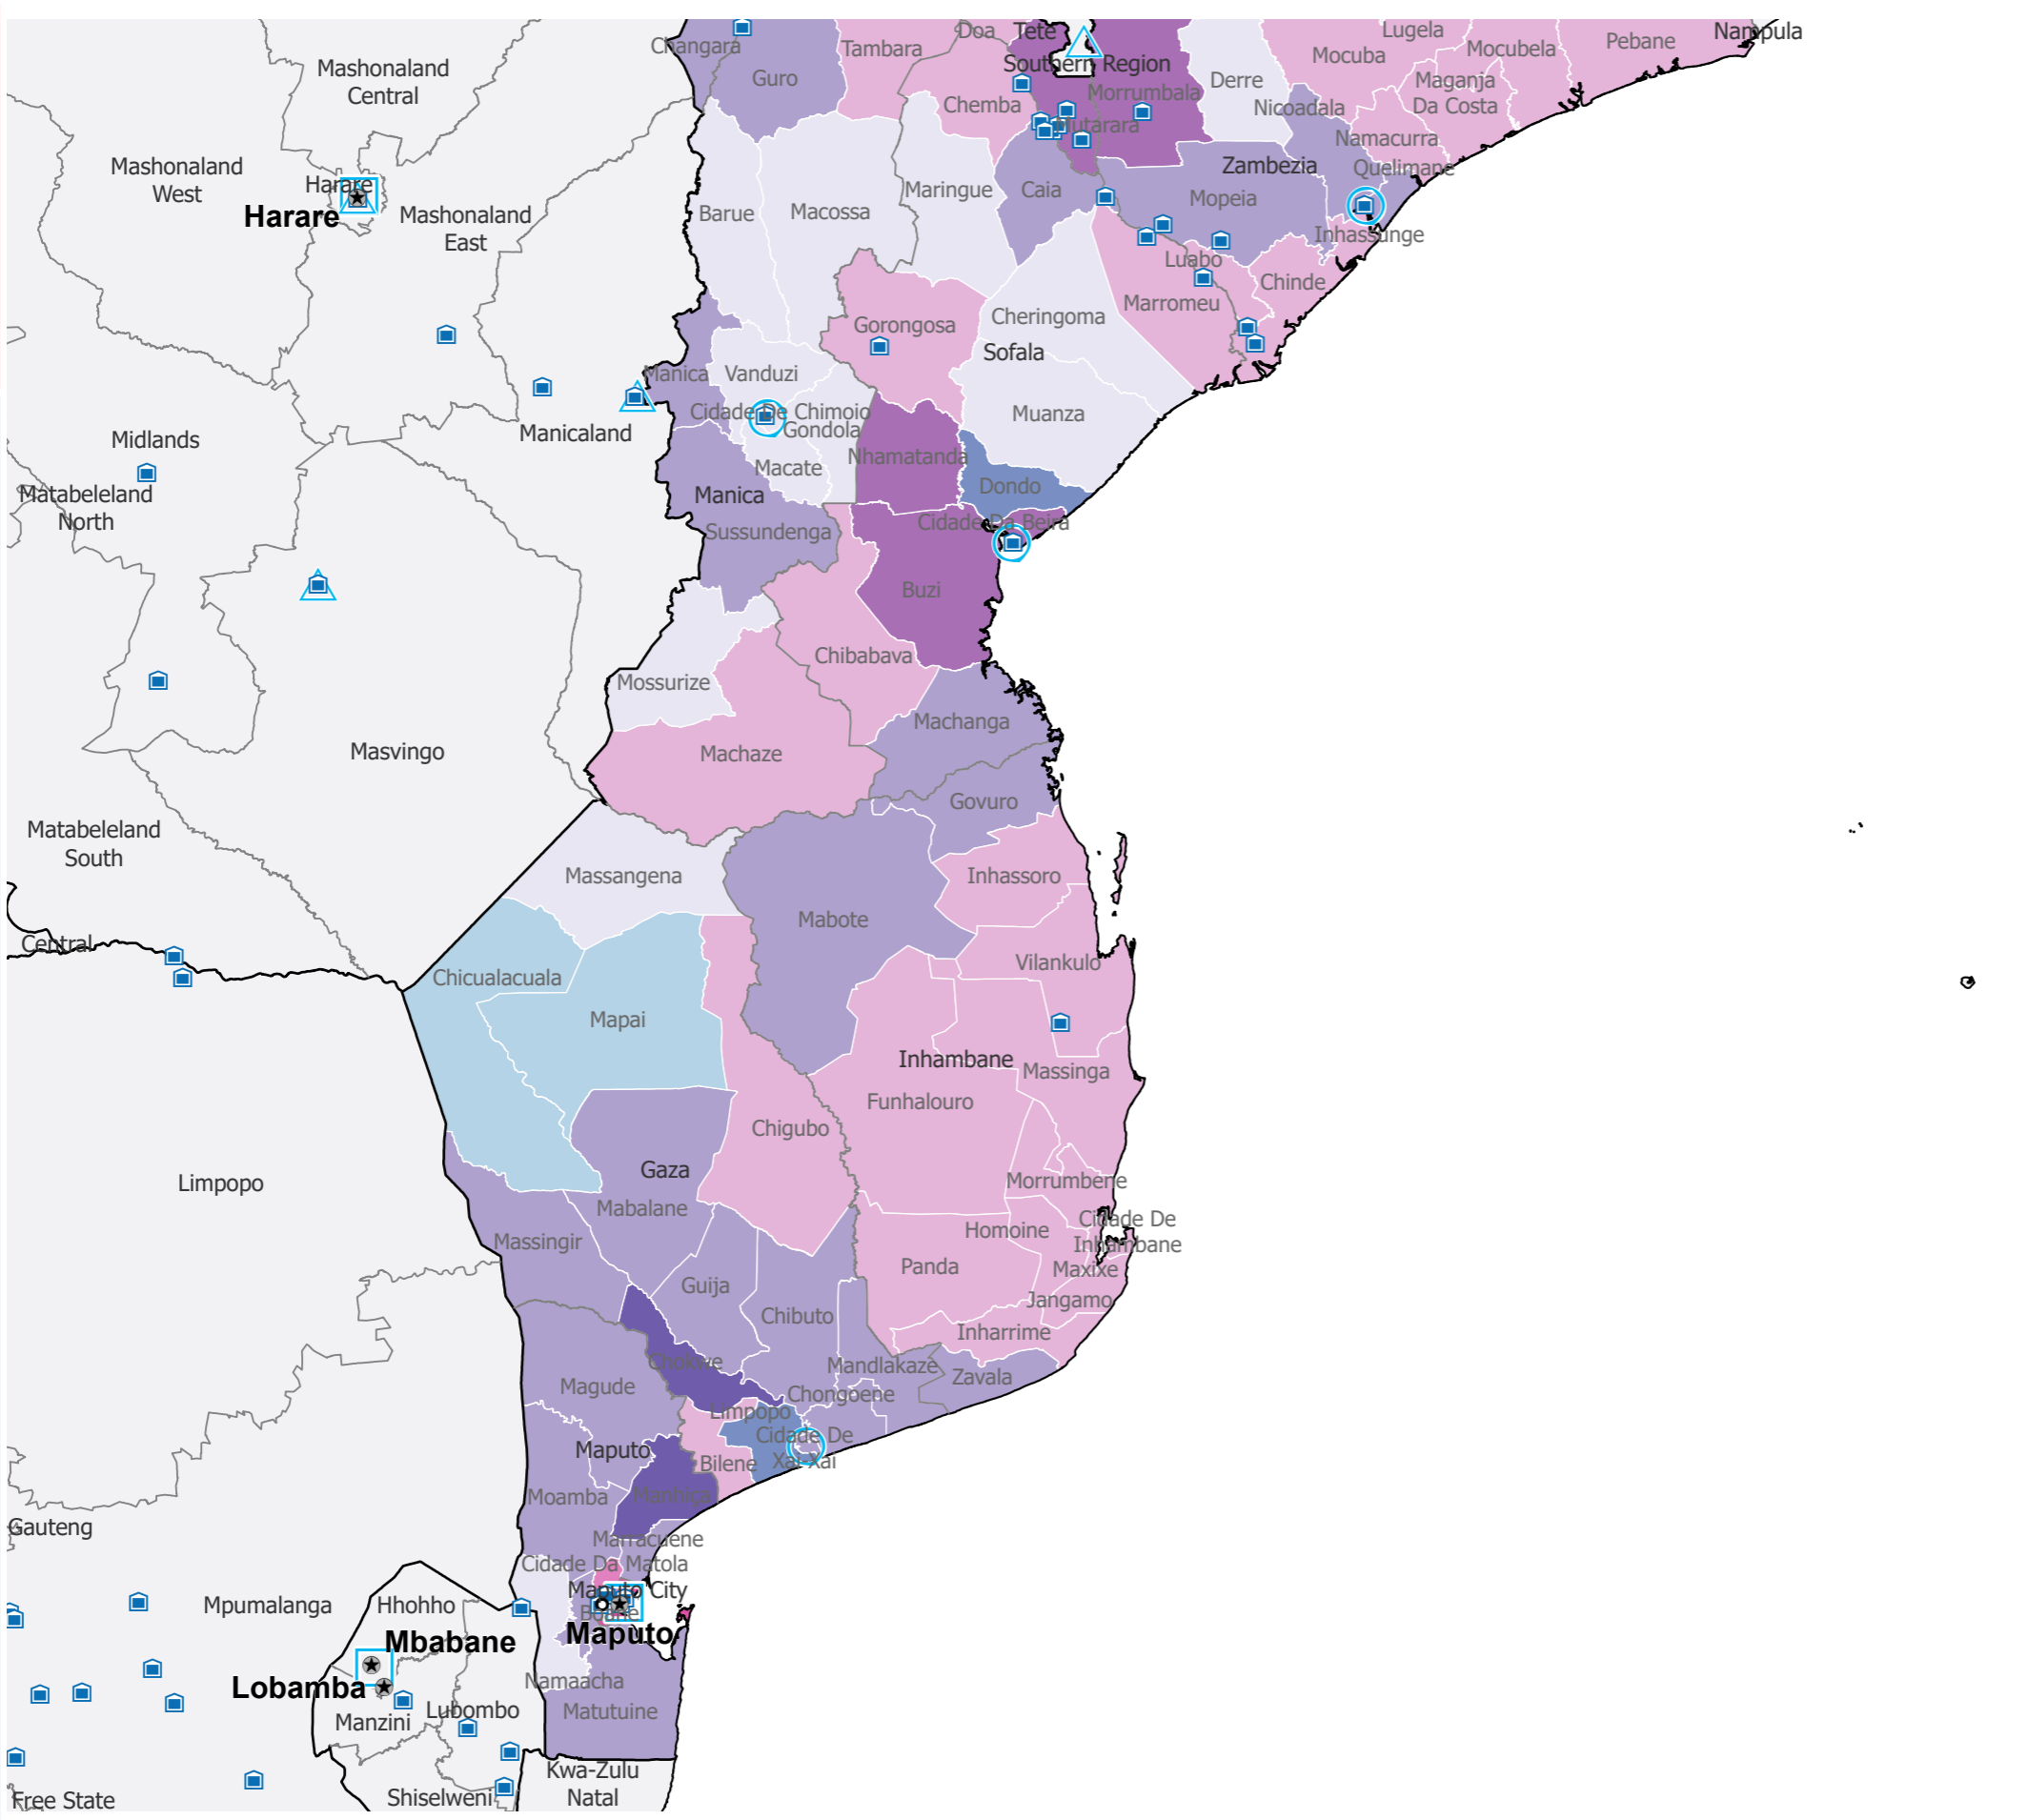 Doa
Tete
Lugela
Nampula
Changara
Tambara
Mocuba
Mocubela
Pebane
Mashonaland
Central
Guro
Southern Region
Derre
Maganja
Da Costa
Chemba
Morrumbala
Nicoadala
Mutarara
Namacurra
Mashonaland
West
Zambezia
Quelimane
Harare
Harare
Mashonaland
East
Maringue
Caia
Mopeia
Barue
Macossa
Inhassunge
Luabo
Chinde
Marromeu
Gorongosa
Cheringoma
Sofala
Manica
Vanduzi
Cidade De Chimoio
Gondola
Muanza
Midlands
Manicaland
Nhamatanda
Macate
Dondo
Matabeleland
North
Manica
Cidade Da Beira
Sussundenga
Buzi
Chibabava
Mossurize
Machanga
Masvingo
Machaze
Govuro
Matabeleland
South
Massangena
Inhassoro
Mabote
Central
Vilankulo
Chicualacuala
Mapai
Inhambane
Massinga
Funhalouro
Chigubo
Gaza
Limpopo
Morrumbene
Mabalane
Cidade De
Inhambane
Homoine
Massingir
Panda
Maxixe
Guija
Jangamo
Chibuto
Inharrime
Chokwe
Mandlakaze
Zavala
Magude
Chongoene
Limpopo
Cidade De
Xai-Xai
Maputo
Bilene
Moamba
Manhica
Gauteng
Marracuene
Cidade Da Matola
Maputo City
Mpumalanga
Hhohho
Boane
Maputo
Mbabane
Namaacha
Lobamba
Lubombo
Matutuine
Manzini
Kwa-Zulu
Natal
Shiselweni
Free State